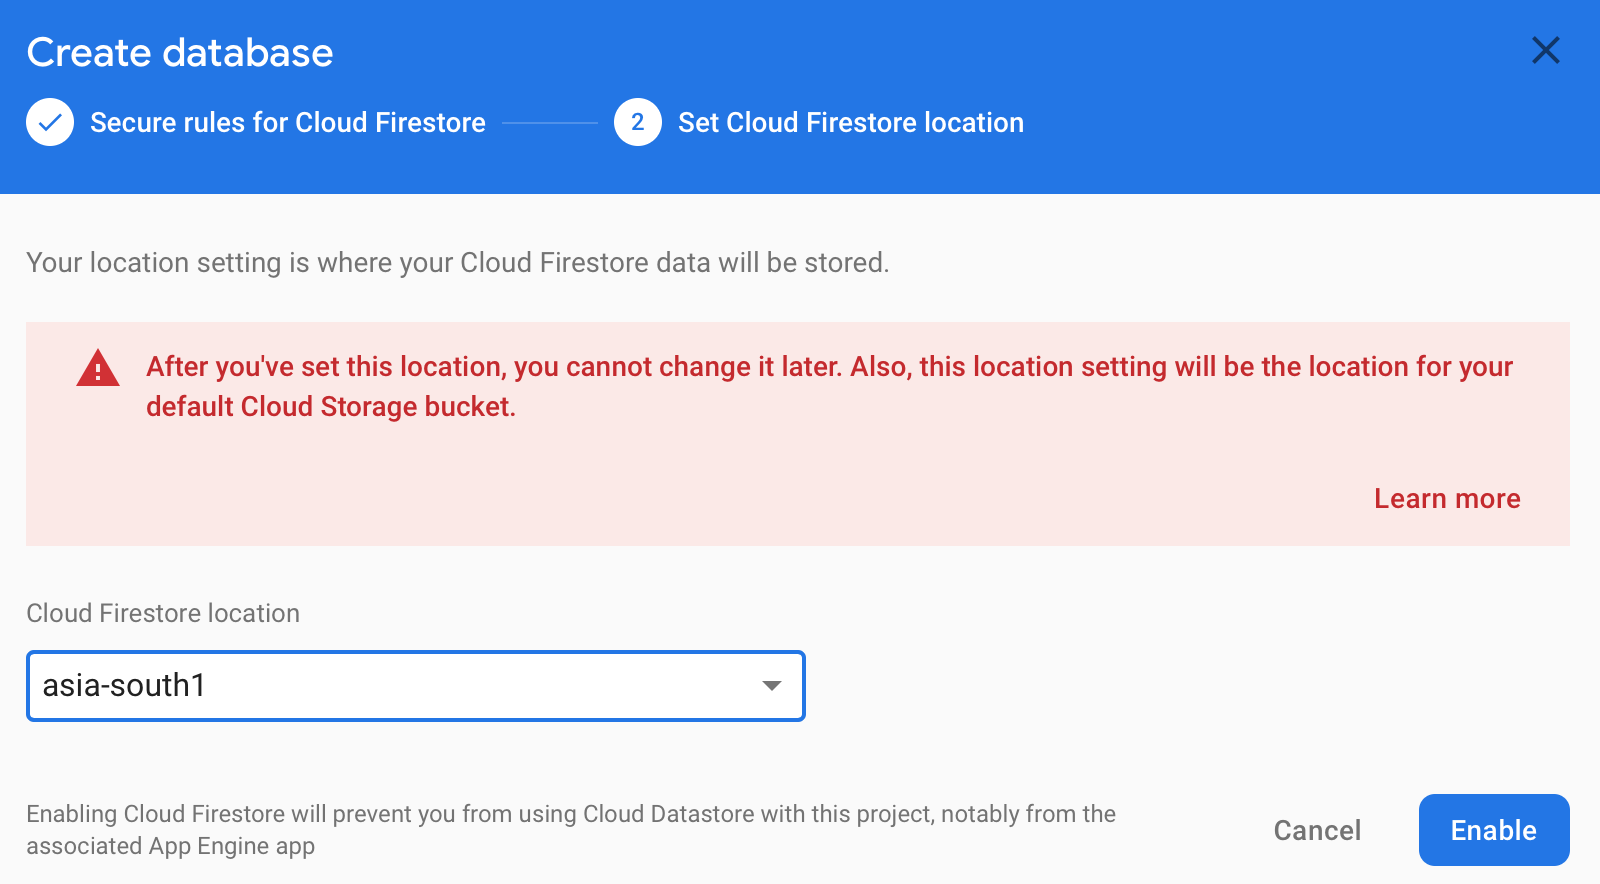 Create database
Secure rules for Cloud Firestore
2 Set Cloud Firestore location
Your location setting is where your Cloud Firestore data will be stored.
After you've set this location, you cannot change it later. Also, this location setting will be the location for your
default Cloud Storage bucket.
Learn more
Cloud Firestore location
asia-south1
Enabling Cloud Firestore will prevent you from using Cloud Datastore with this project, notably from the
associated App Engine app
Cancel
Enable